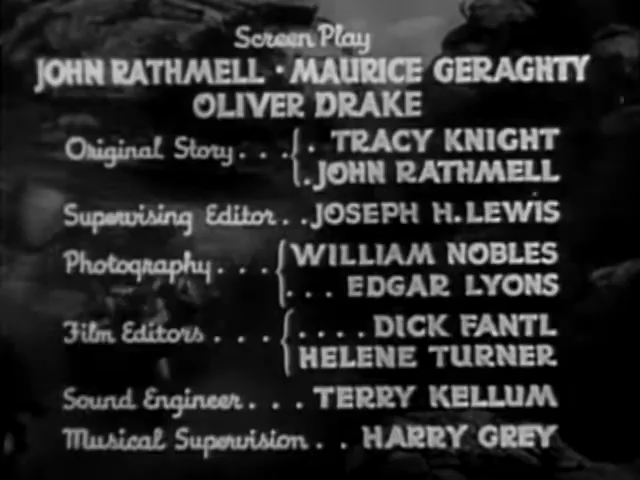 Screen Play
JOHN RATHMELL · MAURICE GERAGHTY
OLIVER DRAKE
Original Story . . . { . TRACY KNIGHT
. JOHN RATHMELL
Supervising Editor . . JOSEPH H. LEWIS
Photography . . . { WILLIAM NOBLES
. . . EDGAR LYONS
Film Editors . . . { . . . . DICK FANTL
HELENE TURNER
Sound Engineer . . . TERRY KELLUM
Musical Supervision . . HARRY GREY